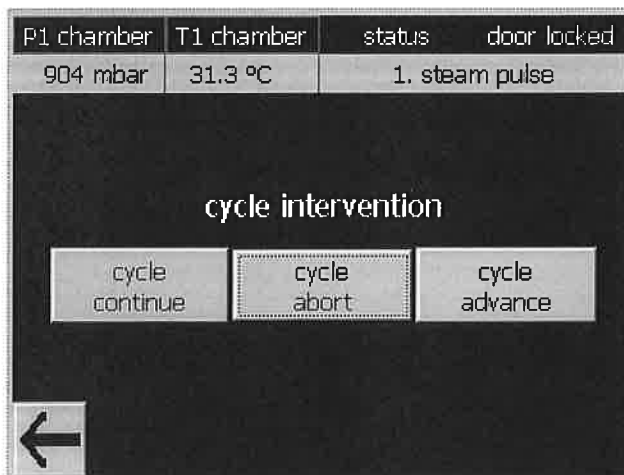 P1 chamber T1 chamber status door locked
904 mbar 31.3 ºC 1. steam pulse
cycle intervention
cycle continue
cycle abort
cycle advance